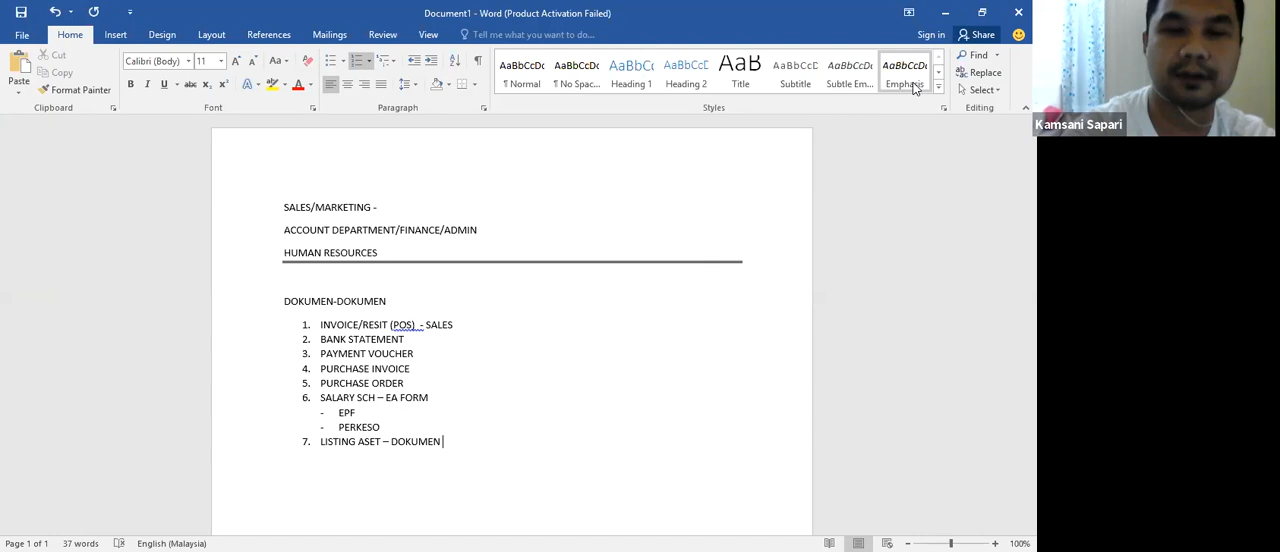 Document1 - Word (Product Activation Failed)
File Home Insert Design Layout References Mailings Review View Tell me what you want to do... Sign in Share
Cut
Copy
Paste
Format Painter
Calibri (Body) 11
Clipboard Font Paragraph Styles Editing
AaBbCcDc AaBbCcDc AaBbCc AaBbCcD AaB AaBbCcD AaBbCcDc AaBbCcDc
¶ Normal ¶ No Spac... Heading 1 Heading 2 Title Subtitle Subtle Em... Emphasis
Find
Replace
Select
Kamsani Sapari
SALES/MARKETING -
ACCOUNT DEPARTMENT/FINANCE/ADMIN
HUMAN RESOURCES
DOKUMEN-DOKUMEN
1. INVOICE/RESIT (POS) - SALES
2. BANK STATEMENT
3. PAYMENT VOUCHER
4. PURCHASE INVOICE
5. PURCHASE ORDER
6. SALARY SCH – EA FORM
- EPF
- PERKESO
7. LISTING ASET – DOKUMEN
Page 1 of 1 37 words English (Malaysia) 100%